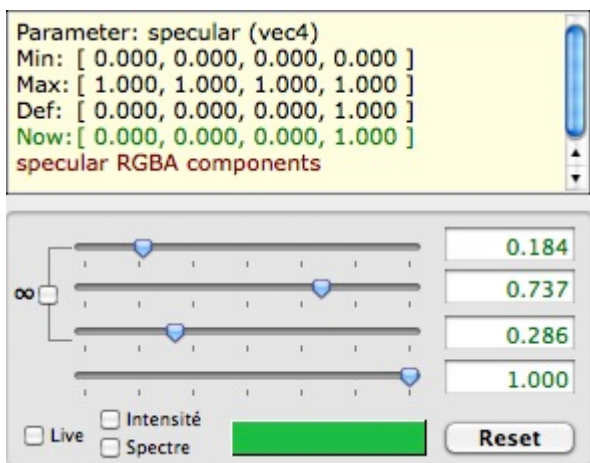 Parameter: specular (vec4)
Min: [ 0.000, 0.000, 0.000, 0.000 ]
Max: [ 1.000, 1.000, 1.000, 1.000 ]
Def: [ 0.000, 0.000, 0.000, 1.000 ]
Now: [ 0.000, 0.000, 0.000, 1.000 ]
specular RGBA components
0.184
∞
0.737
0.286
1.000
Intensité
Live
Spectre
Reset